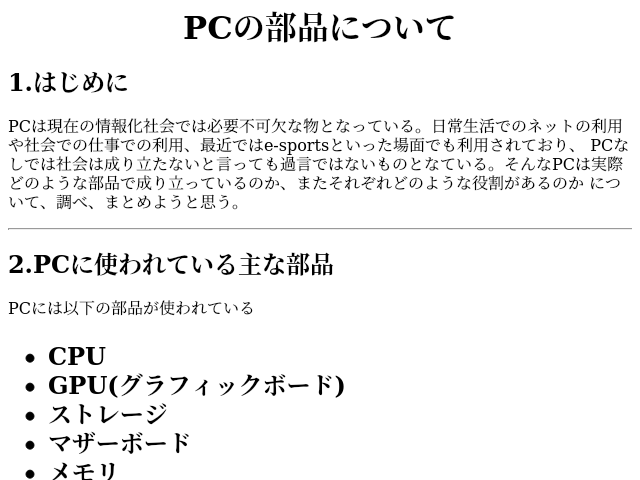 PCの部品について
1.はじめに
PCは現在の情報化社会では必要不可欠な物となっている。日常生活でのネットの利用
や社会での仕事での利用、最近ではe-sportsといった場面でも利用されており、 PCな
しでは社会は成り立たないと言っても過言ではないものとなている。そんなPCは実際
どのような部品で成り立っているのか、またそれぞれどのような役割があるのか につ
いて、調べ、まとめようと思う。
2.PCに使われている主な部品
PCには以下の部品が使われている
• CPU
• GPU(グラフィックボード)
• ストレージ
• マザーボード
• メモリ